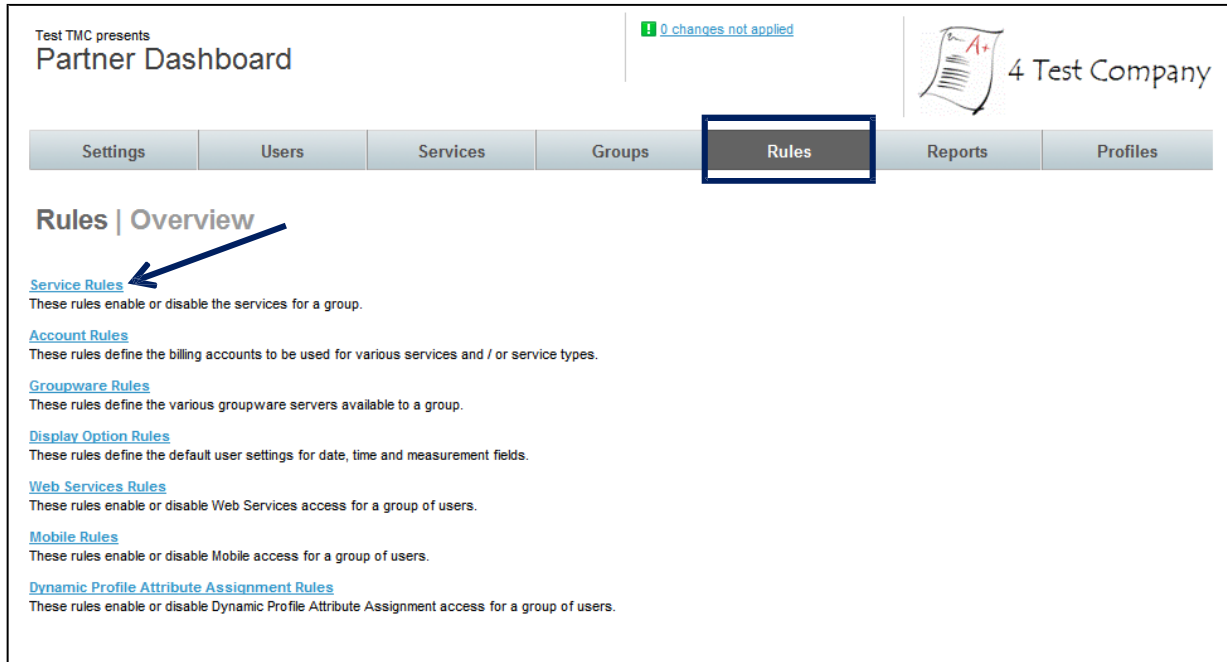 Test TMC presents
Partner Dashboard
0 changes not applied
A+
4 Test Company
Settings Users Services Groups Rules Reports Profiles
Rules | Overview
Service Rules
These rules enable or disable the services for a group.
Account Rules
These rules define the billing accounts to be used for various services and / or service types.
Groupware Rules
These rules define the various groupware servers available to a group.
Display Option Rules
These rules define the default user settings for date, time and measurement fields.
Web Services Rules
These rules enable or disable Web Services access for a group of users.
Mobile Rules
These rules enable or disable Mobile access for a group of users.
Dynamic Profile Attribute Assignment Rules
These rules enable or disable Dynamic Profile Attribute Assignment access for a group of users.